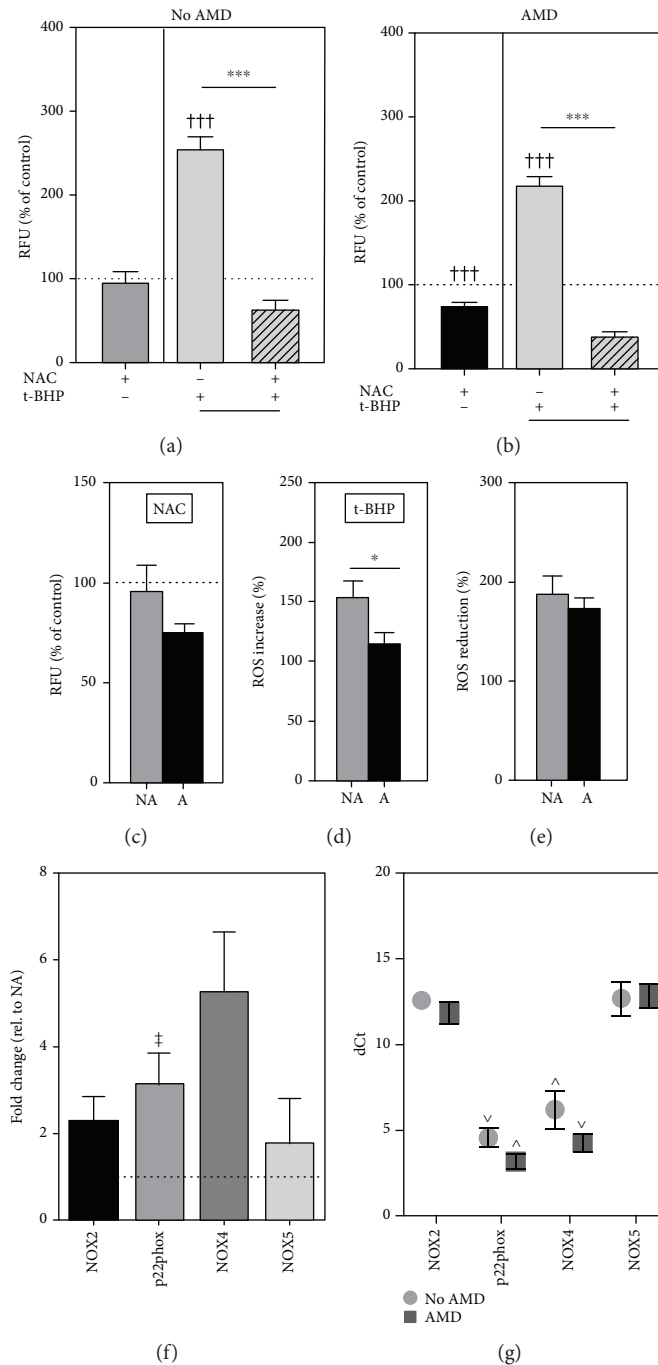 No AMD
400
300
200
100
0
RFU (% of control)
†††
***
NAC + – +
t-BHP – + +
(a)
AMD
400
300
200
100
0
RFU (% of control)
†††
†††
***
NAC + – +
t-BHP – + +
(b)
150
100
50
0
RFU (% of control)
NAC
NA A
(c)
250
200
150
100
50
0
ROS increase (%)
t-BHP
*
NA A
(d)
300
200
100
0
ROS reduction (%)
NA A
(e)
8
6
4
2
0
Fold change (rel. to NA)
‡
NOX2
p22phox
NOX4
NOX5
(f)
20
15
10
5
0
dCt
^
˅ ˅
^
NOX2
p22phox
NOX4
NOX5
No AMD
AMD
(g)